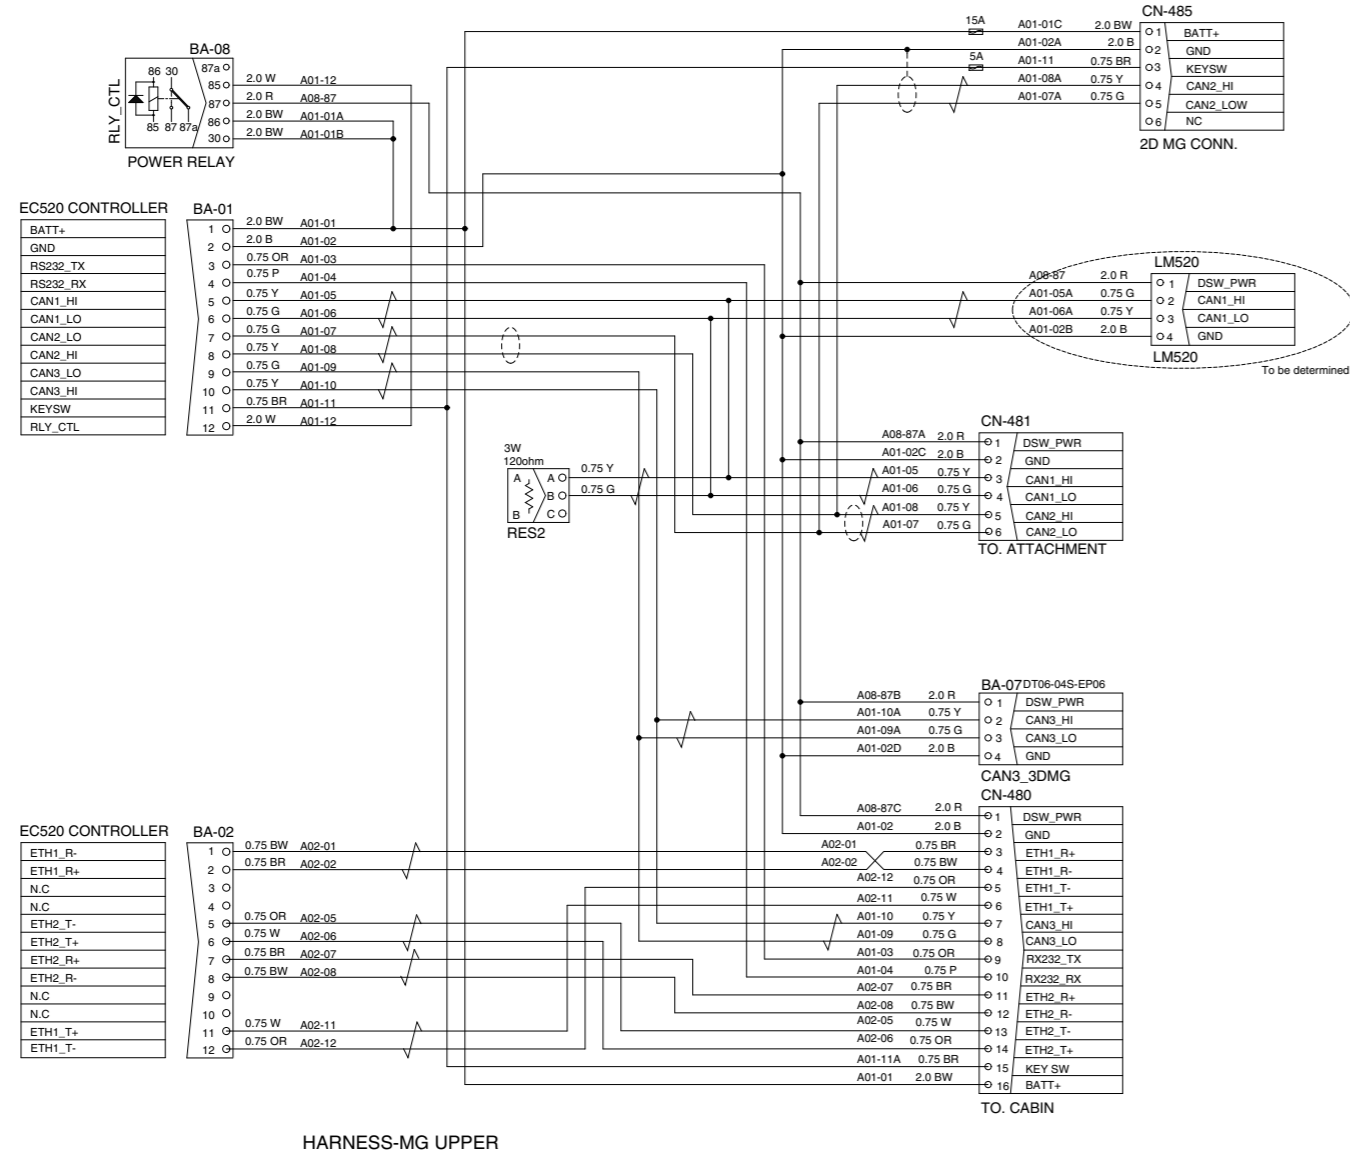 CN-485
15A A01-01C 2.0 BW 1 BATT+
A01-02A 2.0 B 2 GND
5A A01-11 0.75 BR 3 KEYSW
A01-08A 0.75 Y 4 CAN2_HI
A01-07A 0.75 G 5 CAN2_LOW
6 NC
2D MG CONN.
BA-08
RLY_CTL
86 30
85 87 87a
87a
85 2.0 W A01-12
87 2.0 R A08-87
86 2.0 BW A01-01A
30 2.0 BW A01-01B
POWER RELAY
EC520 CONTROLLER BA-01
BATT+ 1 2.0 BW A01-01
GND 2 2.0 B A01-02
RS232_TX 3 0.75 OR A01-03
RS232_RX 4 0.75 P A01-04
CAN1_HI 5 0.75 Y A01-05
CAN1_LO 6 0.75 G A01-06
CAN2_LO 7 0.75 G A01-07
CAN2_HI 8 0.75 Y A01-08
CAN3_LO 9 0.75 G A01-09
CAN3_HI 10 0.75 Y A01-10
KEYSW 11 0.75 BR A01-11
RLY_CTL 12 2.0 W A01-12
LM520
A08-87 2.0 R 1 DSW_PWR
A01-05A 0.75 G 2 CAN1_HI
A01-06A 0.75 Y 3 CAN1_LO
A01-02B 2.0 B 4 GND
LM520
To be determined
3W
120ohm
A A 0.75 Y
B 0.75 G
B C
RES2
CN-481
A08-87A 2.0 R 1 DSW_PWR
A01-02C 2.0 B 2 GND
A01-05 0.75 Y 3 CAN1_HI
A01-06 0.75 G 4 CAN1_LO
A01-08 0.75 Y 5 CAN2_HI
A01-07 0.75 G 6 CAN2_LO
TO. ATTACHMENT
BA-07 DT06-04S-EP06
A08-87B 2.0 R 1 DSW_PWR
A01-10A 0.75 Y 2 CAN3_HI
A01-09A 0.75 G 3 CAN3_LO
A01-02D 2.0 B 4 GND
CAN3_3DMG
CN-480
A08-87C 2.0 R 1 DSW_PWR
A01-02 2.0 B 2 GND
A02-01 0.75 BR 3 ETH1_R+
A02-02 0.75 BW 4 ETH1_R-
A02-12 0.75 OR 5 ETH1_T-
A02-11 0.75 W 6 ETH1_T+
A01-10 0.75 Y 7 CAN3_HI
A01-09 0.75 G 8 CAN3_LO
A01-03 0.75 OR 9 RX232_TX
A01-04 0.75 P 10 RX232_RX
A02-07 0.75 BR 11 ETH2_R+
A02-08 0.75 BW 12 ETH2_R-
A02-05 0.75 W 13 ETH2_T-
A02-06 0.75 OR 14 ETH2_T+
A01-11A 0.75 BR 15 KEY SW
A01-01 2.0 BW 16 BATT+
TO. CABIN
EC520 CONTROLLER BA-02
ETH1_R- 1 0.75 BW A02-01
ETH1_R+ 2 0.75 BR A02-02
N.C 3
N.C 4
ETH2_T- 5 0.75 OR A02-05
ETH2_T+ 6 0.75 W A02-06
ETH2_R+ 7 0.75 BR A02-07
ETH2_R- 8 0.75 BW A02-08
N.C 9
N.C 10
ETH1_T+ 11 0.75 W A02-11
ETH1_T- 12 0.75 OR A02-12
HARNESS-MG UPPER